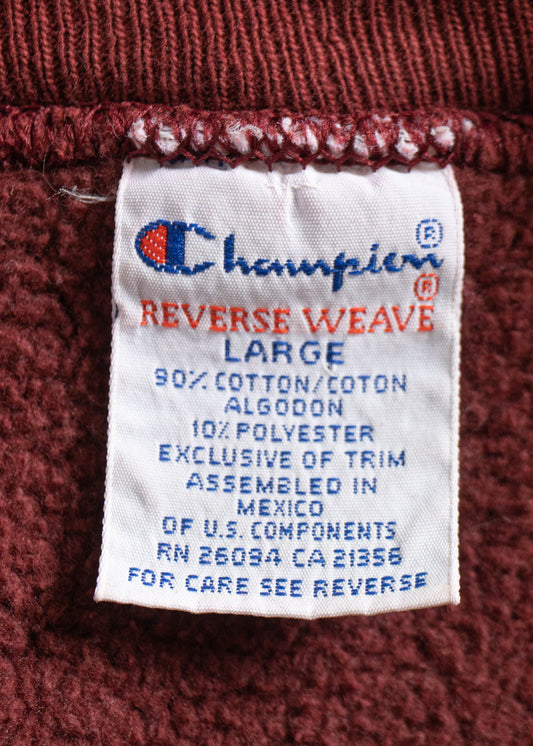 Champion ®
REVERSE WEAVE ®
LARGE
90% COTTON/COTON
ALGODON
10% POLYESTER
EXCLUSIVE OF TRIM
ASSEMBLED IN
MEXICO
OF U.S. COMPONENTS
RN 26094 CA 21356
FOR CARE SEE REVERSE